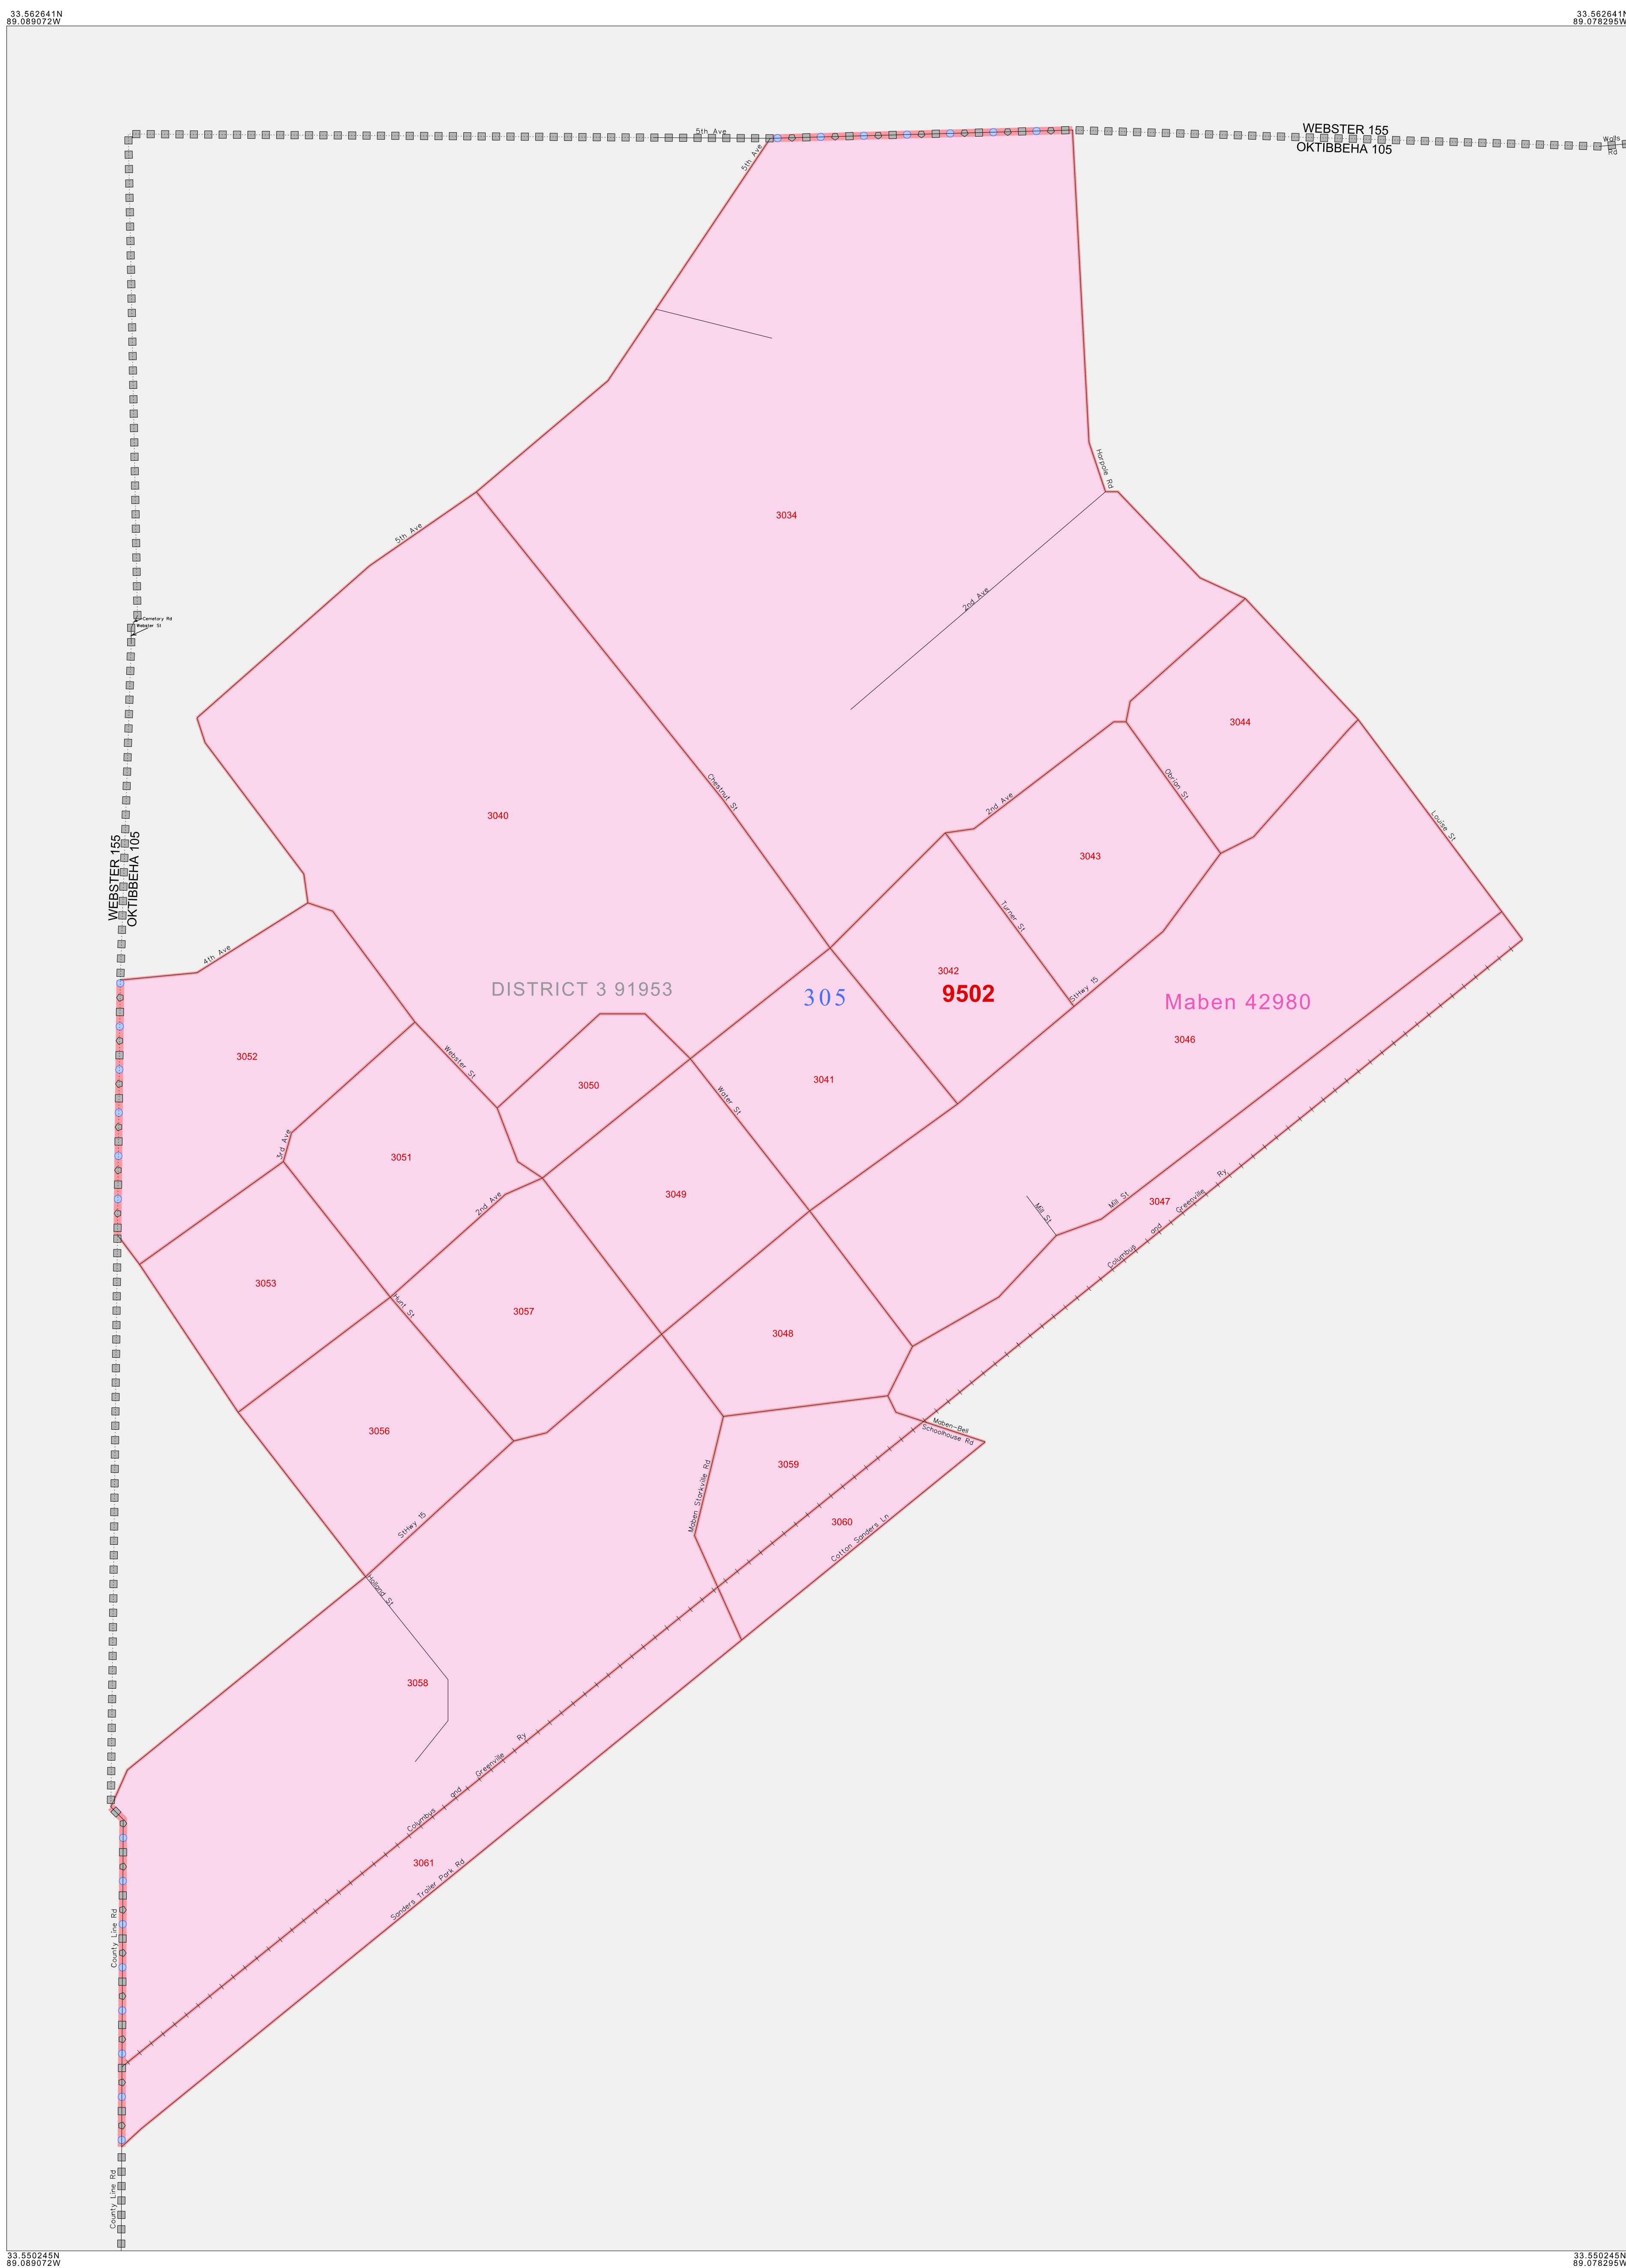 33.562641N
89.089072W
33.562641N
89.078295W
5th Ave
WEBSTER 155
OKTIBBEHA 105
Walls
Rd
5th Ave
Harpole Rd
3034
5th Ave
2nd Ave
Cemetary Rd
Webster St
3044
Chestnut St
Obrion St
2nd Ave
3040
Louise St
3043
WEBSTER 155
OKTIBBEHA 105
Turner St
4th Ave
3042
DISTRICT 3 91953
305
9502
StHwy 15
Maben 42980
3046
3052
Webster St
3050
3041
Water St
3rd Ave
3051
3049
2nd Ave
Mill St
Mill St
3047
Columbus and Greenville Ry
3053
Hunt St
3057
3048
3056
Maben-Bell
Schoolhouse Rd
3059
Maben Starkville Rd
StHwy 15
3060
Cotton Sanders Ln
Holland St
3058
Columbus and Greenville Ry
3061
Sanders Trailer Park Rd
County Line Rd
County Line Rd
33.550245N
89.089072W
33.550245N
89.078295W